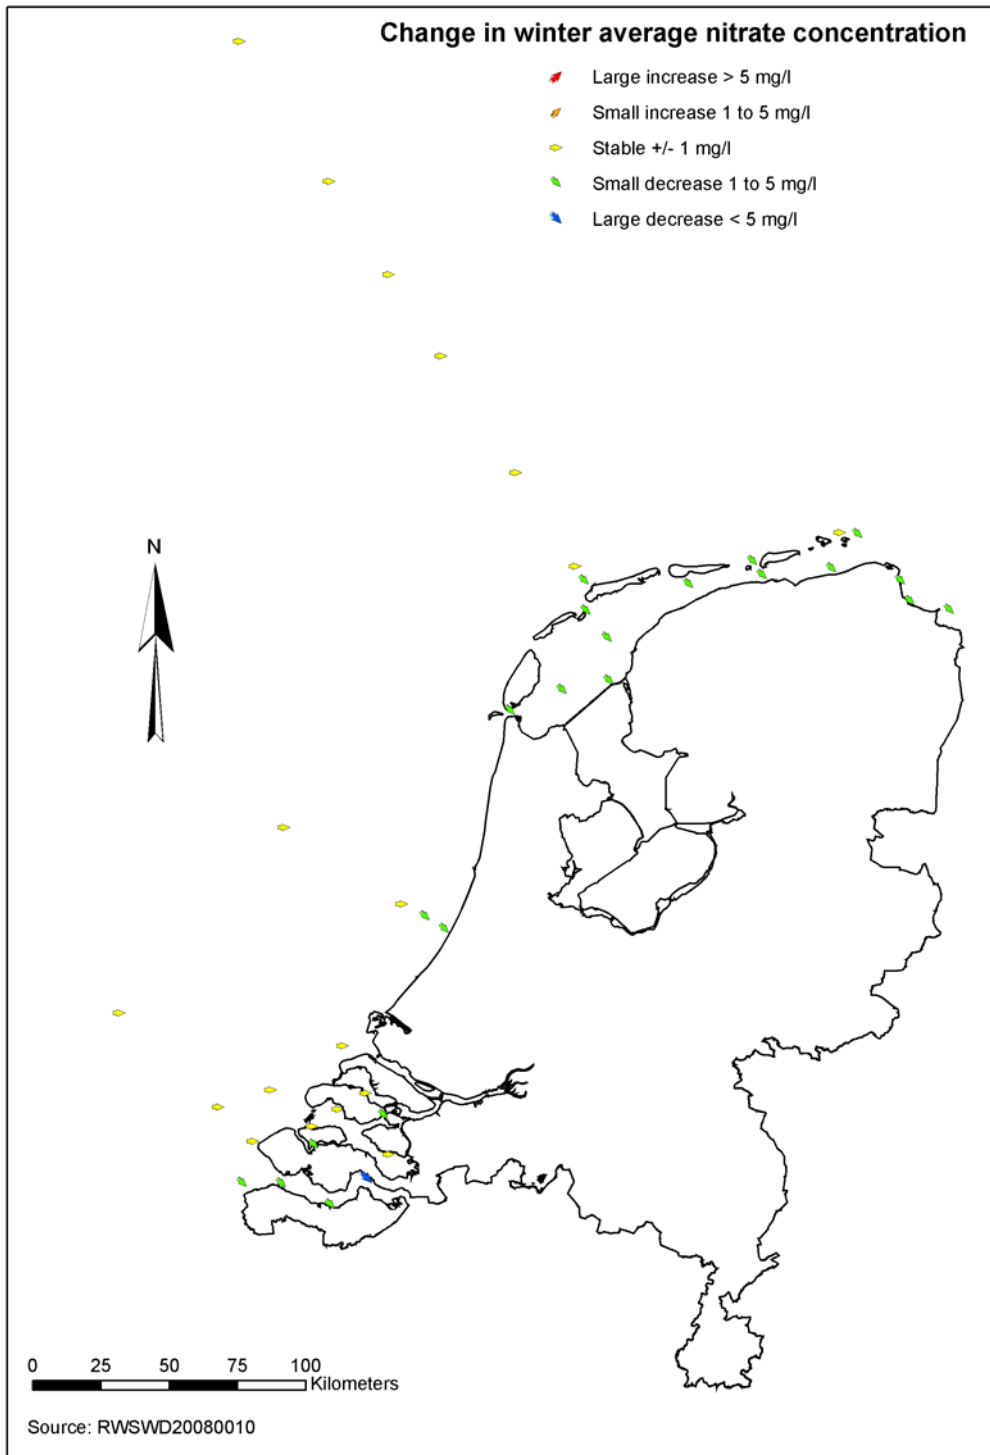 Change in winter average nitrate concentration
Large increase > 5 mg/l
Small increase 1 to 5 mg/l
Stable +/- 1 mg/l
Small decrease 1 to 5 mg/l
Large decrease < 5 mg/l
N
0 25 50 75 100
Kilometers
Source: RWSWD20080010